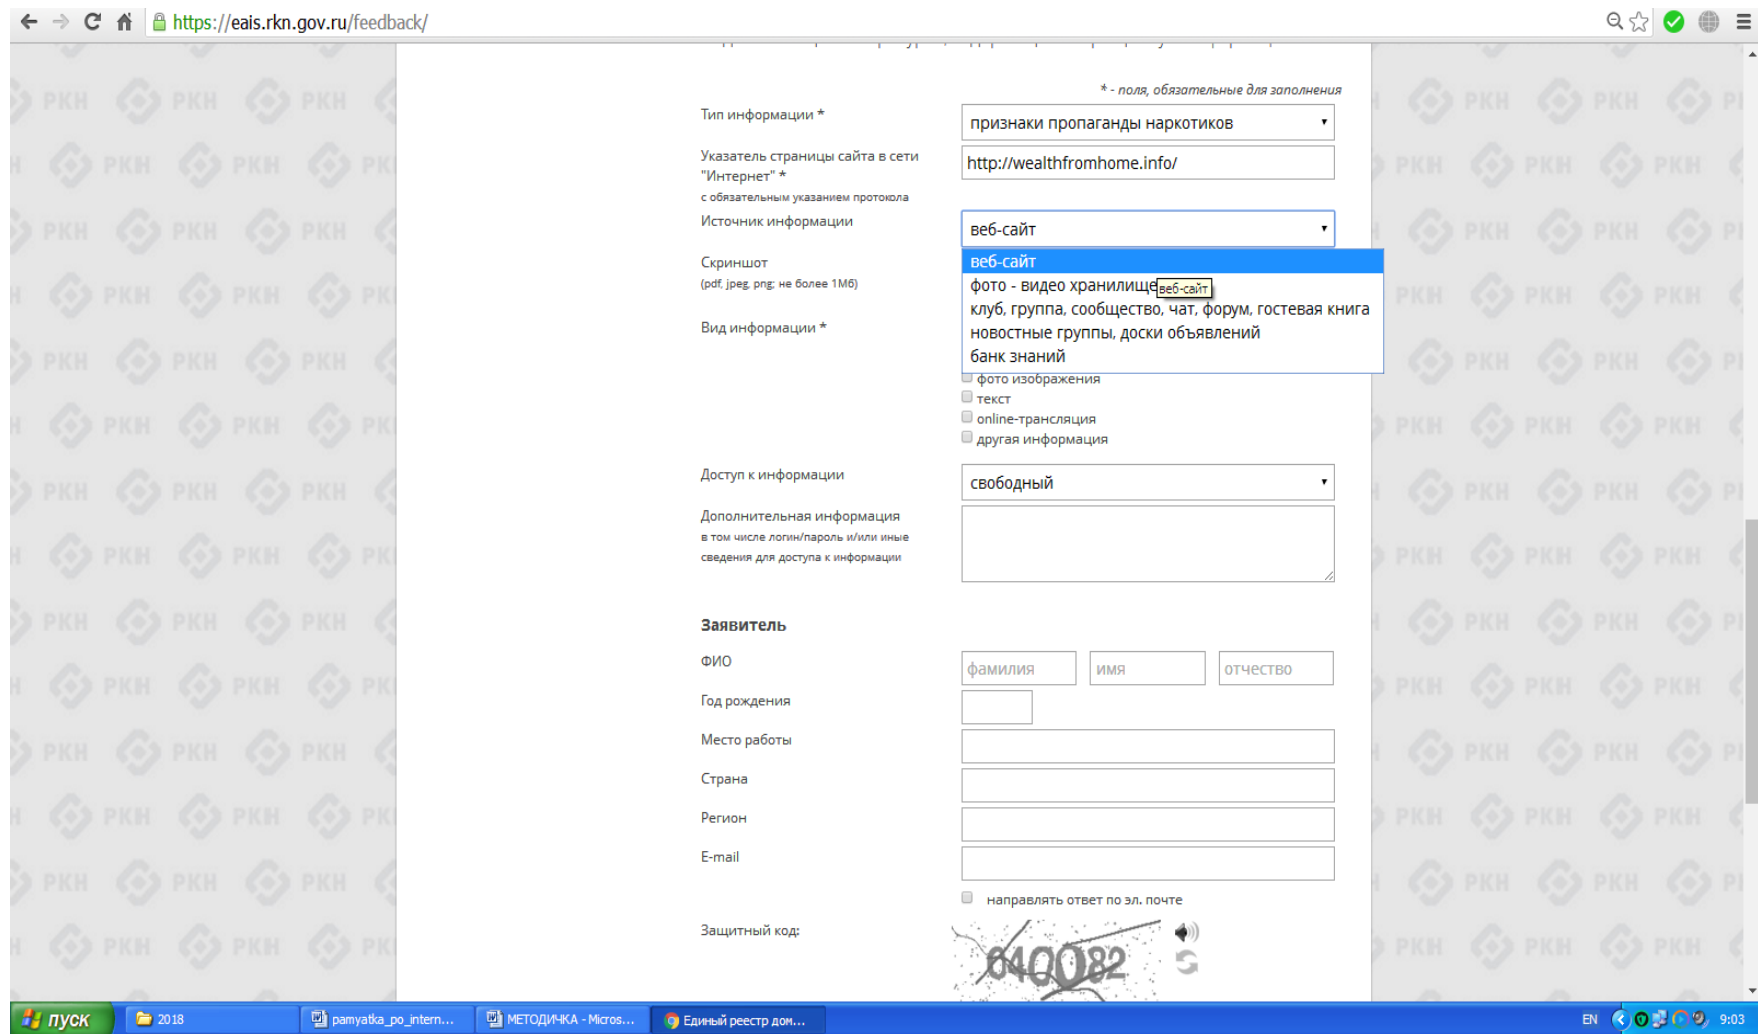 https://eais.rkn.gov.ru/feedback/
* - поля, обязательные для заполнения
Тип информации *
признаки пропаганды наркотиков
Указатель страницы сайта в сети
"Интернет" *
с обязательным указанием протокола
http://wealthfromhome.info/
Источник информации
веб-сайт
веб-сайт
фото - видео хранилище
веб-сайт
клуб, группа, сообщество, чат, форум, гостевая книга
новостные группы, доски объявлений
банк знаний
Скриншот
(pdf, jpeg, png; не более 1Мб)
Вид информации *
фото изображения
текст
online-трансляция
другая информация
Доступ к информации
свободный
Дополнительная информация
в том числе логин/пароль и/или иные
сведения для доступа к информации
Заявитель
ФИО
фамилия
имя
отчество
Год рождения
Место работы
Страна
Регион
E-mail
направлять ответ по эл. почте
Защитный код:
040082
РКН
пуск
2018
pamyatka_po_intern...
МЕТОДИЧКА - Micros...
Единый реестр дом...
EN
9:03